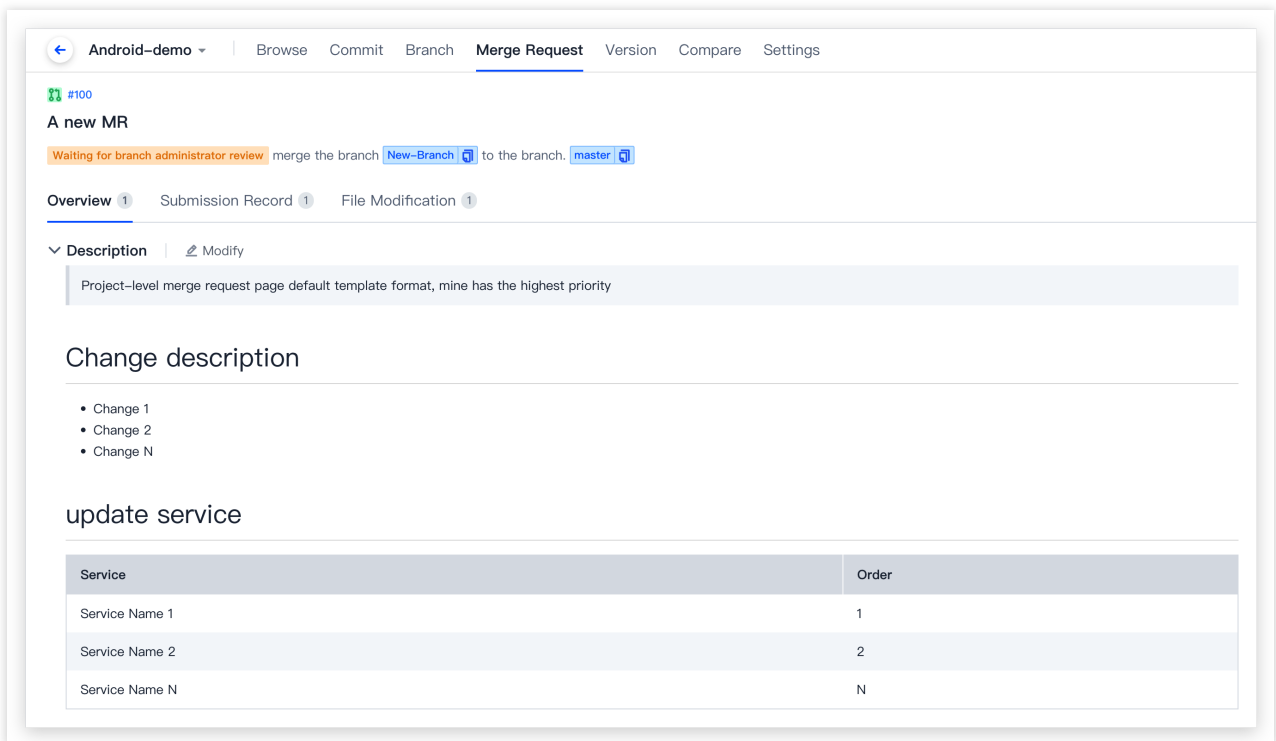 Android-demo Browse Commit Branch Merge Request Version Compare Settings
#100
A new MR
Waiting for branch administrator review merge the branch New-Branch to the branch. master
Overview 1 Submission Record 1 File Modification 1
Description Modify
Project-level merge request page default template format, mine has the highest priority
Change description
• Change 1
• Change 2
• Change N
update service
Service Order
Service Name 1 1
Service Name 2 2
Service Name N N